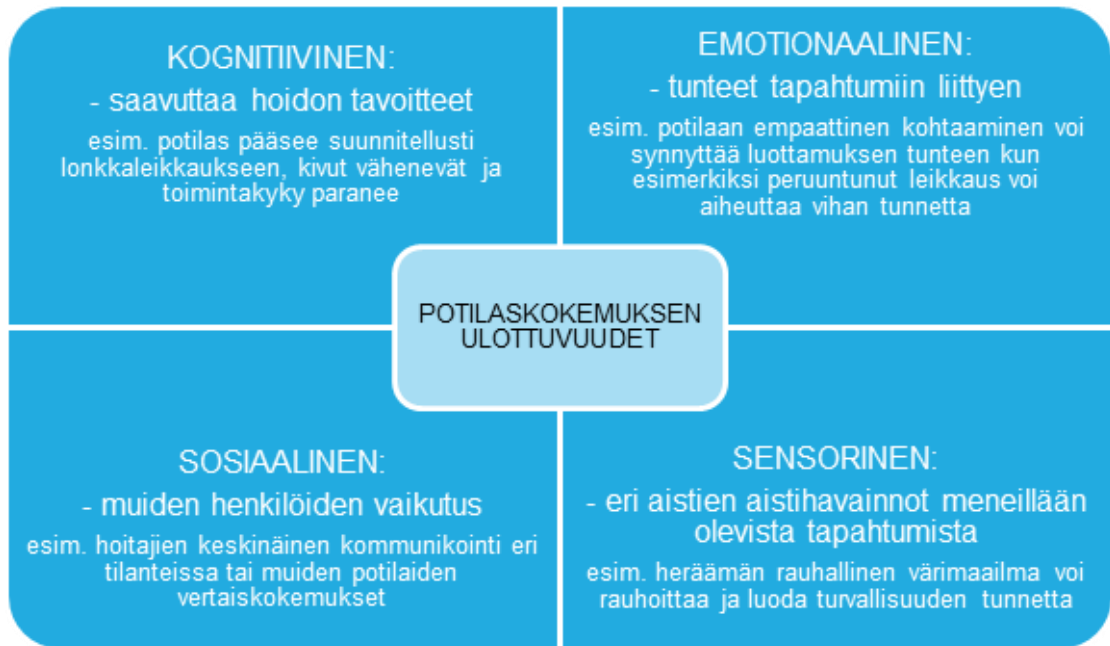 KOGNITIIVINEN:
- saavuttaa hoidon tavoitteet
esim. potilas pääsee suunnitellusti
lonkkaleikkaukseen, kivut vähenevät ja
toimintakyky paranee
EMOTIONAALINEN:
- tunteet tapahtumiin liittyen
esim. potilaan empaattinen kohtaaminen voi
synnyttää luottamuksen tunteen kun
esimerkiksi peruuntunut leikkaus voi
aiheuttaa vihan tunnetta
POTILASKOKEMUKSEN
ULOTTUVUUDET
SOSIAALINEN:
- muiden henkilöiden vaikutus
esim. hoitajien keskinäinen kommunikointi eri
tilanteissa tai muiden potilaiden
vertaiskokemukset
SENSORINEN:
- eri aistien aistihavainnot meneillään
olevista tapahtumista
esim. heräämän rauhallinen värimaailma voi
rauhoittaa ja luoda turvallisuuden tunnetta